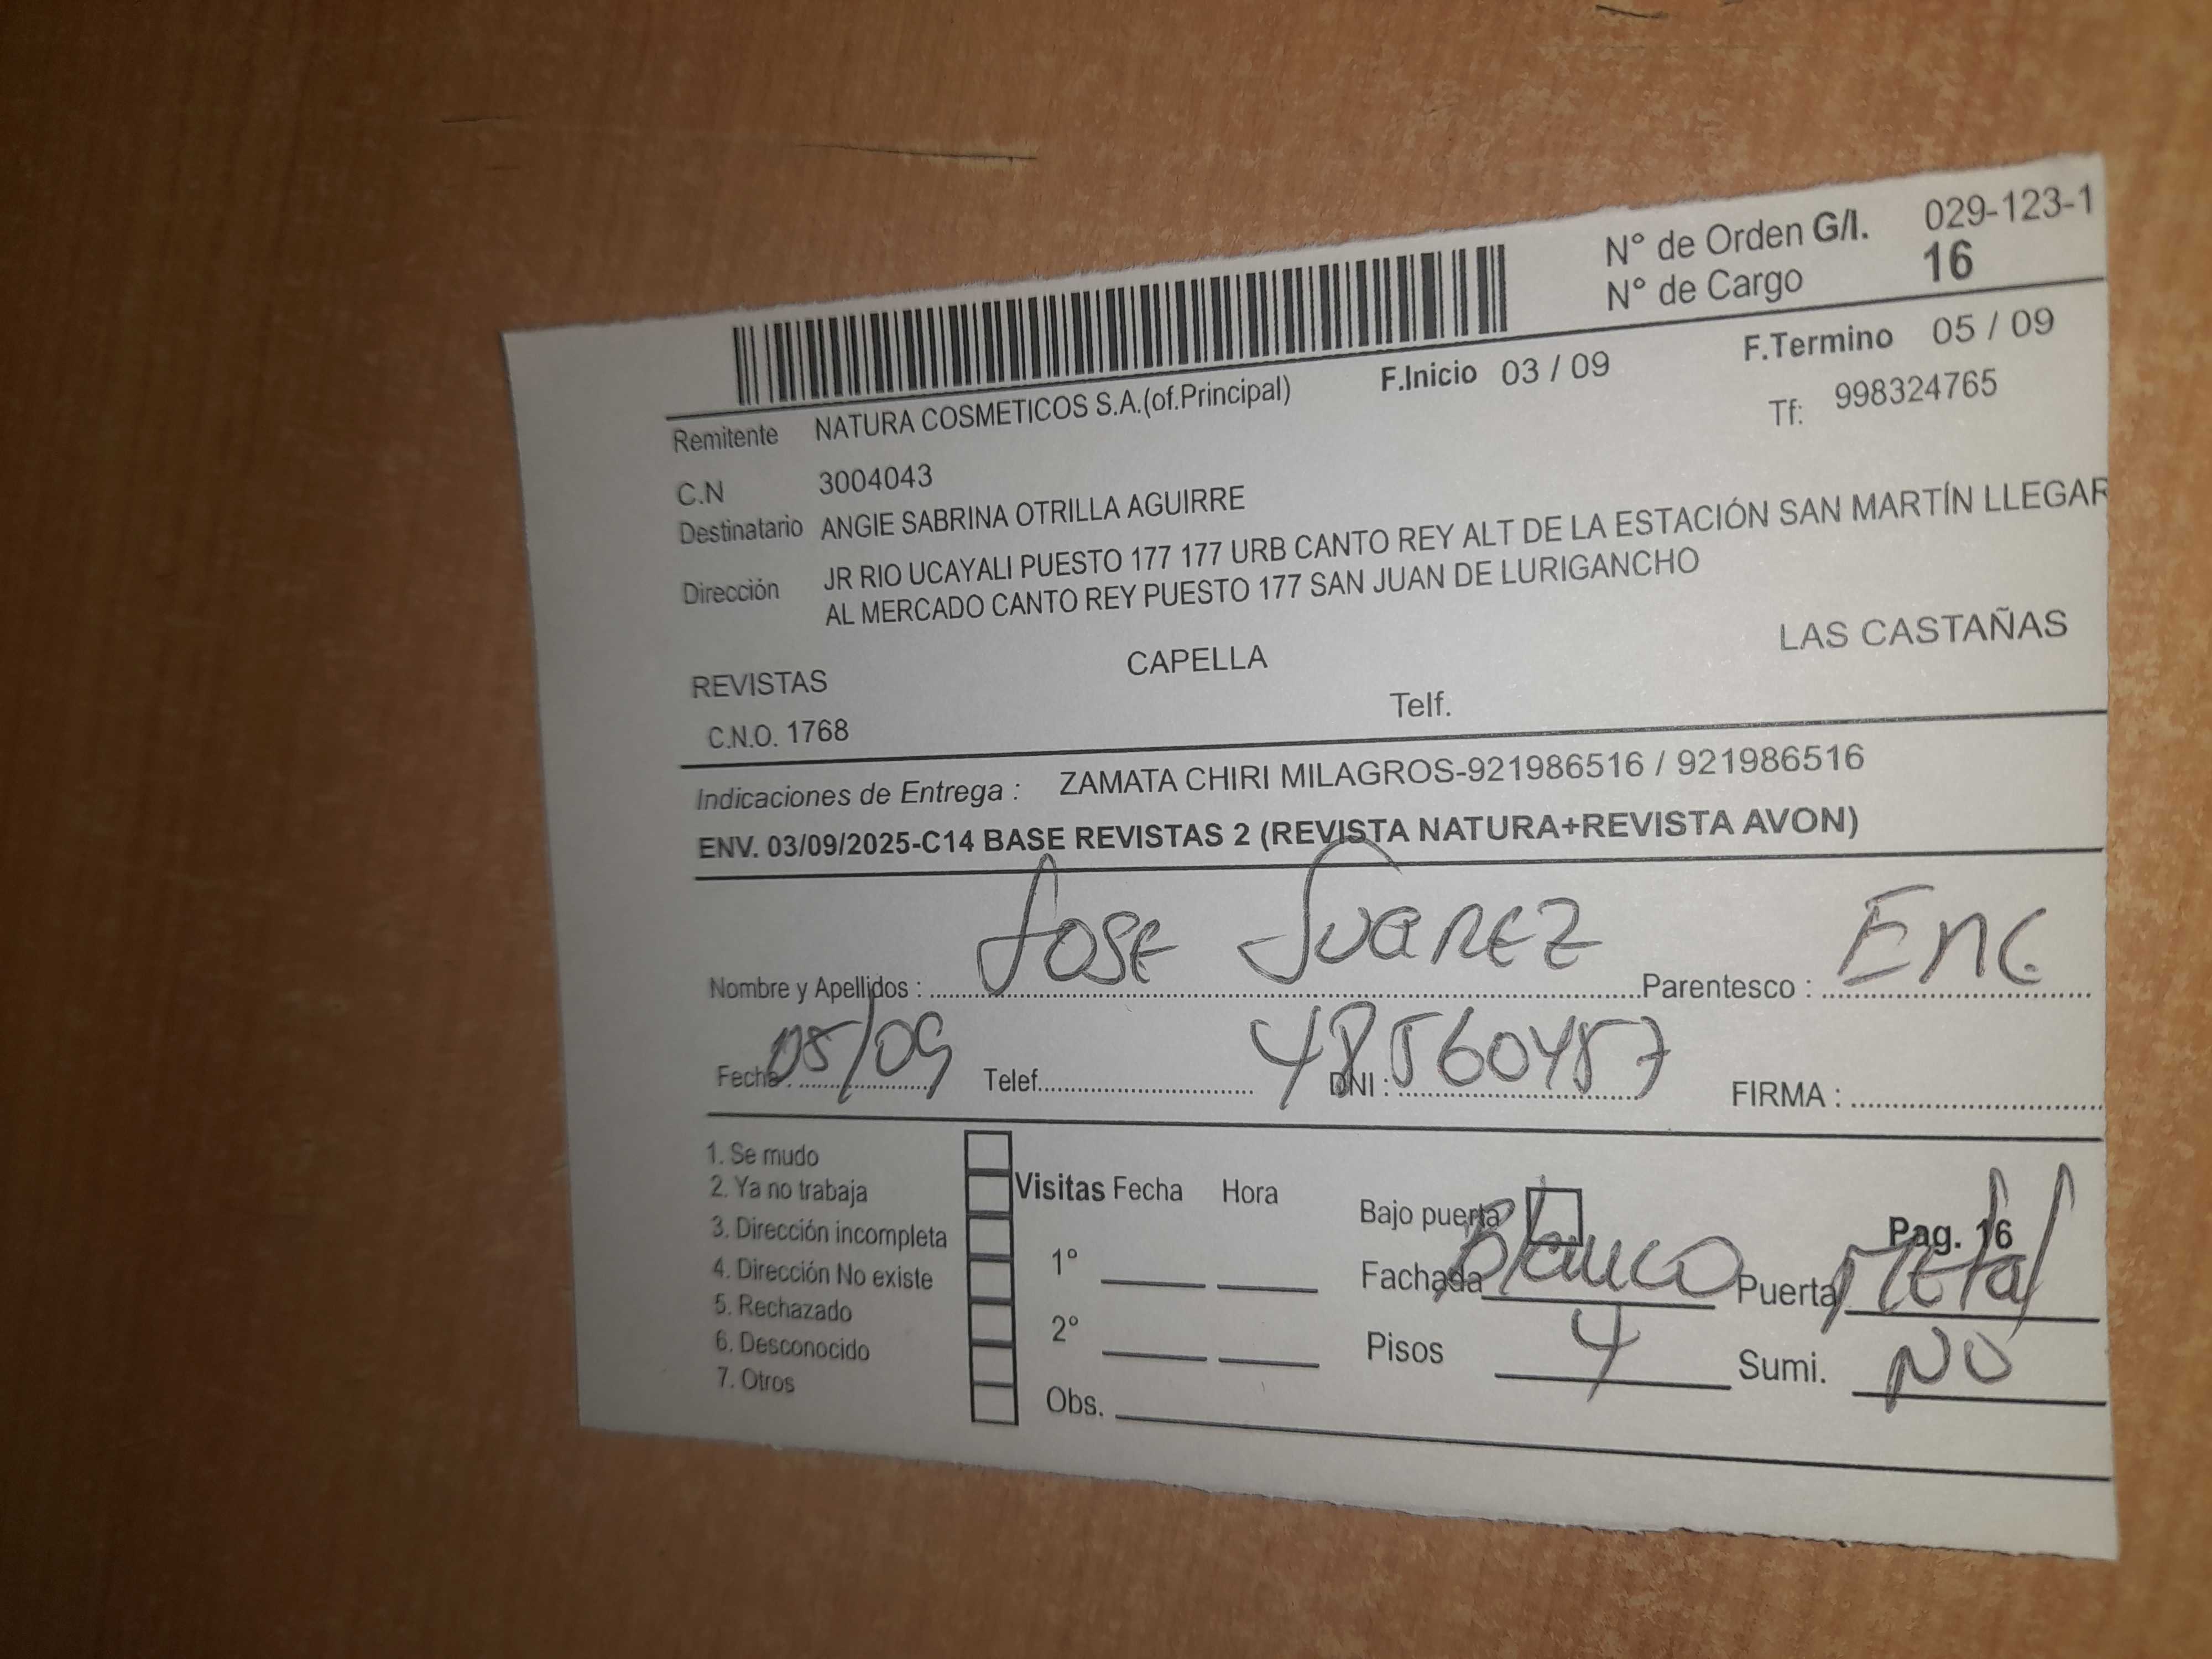 N° de Orden G/I. 029-123-1
N° de Cargo 16
F.Inicio 03 / 09 F.Termino 05 / 09
Remitente NATURA COSMETICOS S.A.(of.Principal) Tf: 998324765
C.N 3004043
Destinatario ANGIE SABRINA OTRILLA AGUIRRE
Dirección JR RIO UCAYALI PUESTO 177 177 URB CANTO REY ALT DE LA ESTACIÓN SAN MARTÍN LLEGAR
AL MERCADO CANTO REY PUESTO 177 SAN JUAN DE LURIGANCHO
REVISTAS CAPELLA LAS CASTAÑAS
C.N.O. 1768 Telf.
Indicaciones de Entrega : ZAMATA CHIRI MILAGROS-921986516 / 921986516
ENV. 03/09/2025-C14 BASE REVISTAS 2 (REVISTA NATURA+REVISTA AVON)
Nombre y Apellidos : JOSE SUAREZ Parentesco : ENC
Fecha : 05/09 Telef. DNI : 48560487 FIRMA :
1. Se mudo
2. Ya no trabaja
3. Dirección incompleta
4. Dirección No existe
5. Rechazado
6. Desconocido
7. Otros
Visitas Fecha Hora
1°
2°
Obs.
Bajo puerta Pag. 16
Fachada Blanco Puerta Metal
Pisos 4 Sumi. NO